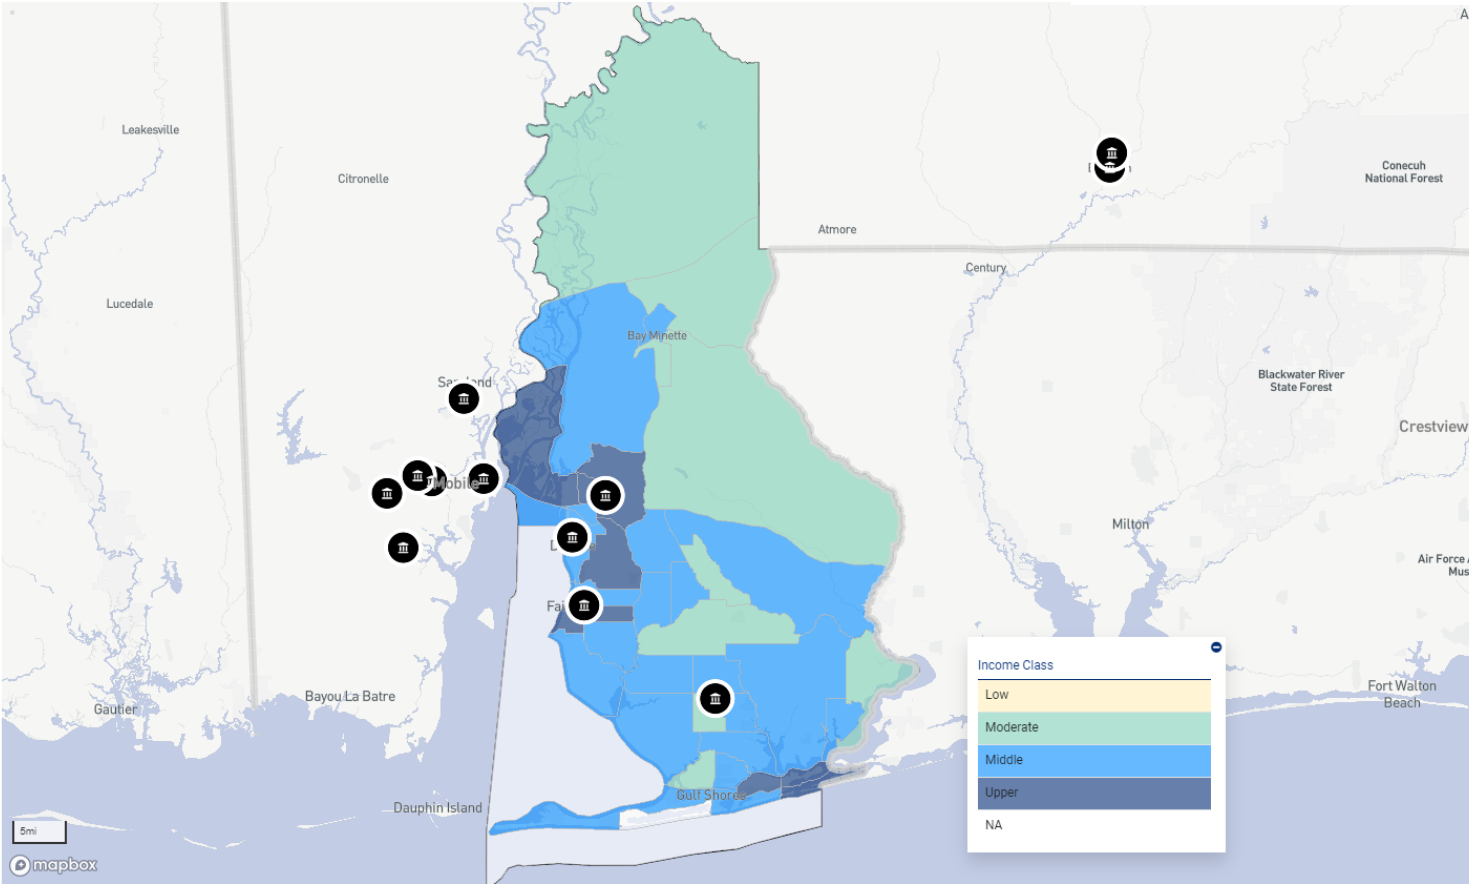 A
Leakesville
Citronelle
Conecuh
National Forest
Atmore
Century
Lucedale
Bay Minette
Blackwater River
State Forest
Crestview
Mobile
Milton
Air Force
Mus
Income Class
Low
Moderate
Middle
Upper
NA
Bayou La Batre
Gautier
Fort Walton
Beach
Gulf Shores
Dauphin Island
5mi
mapbox